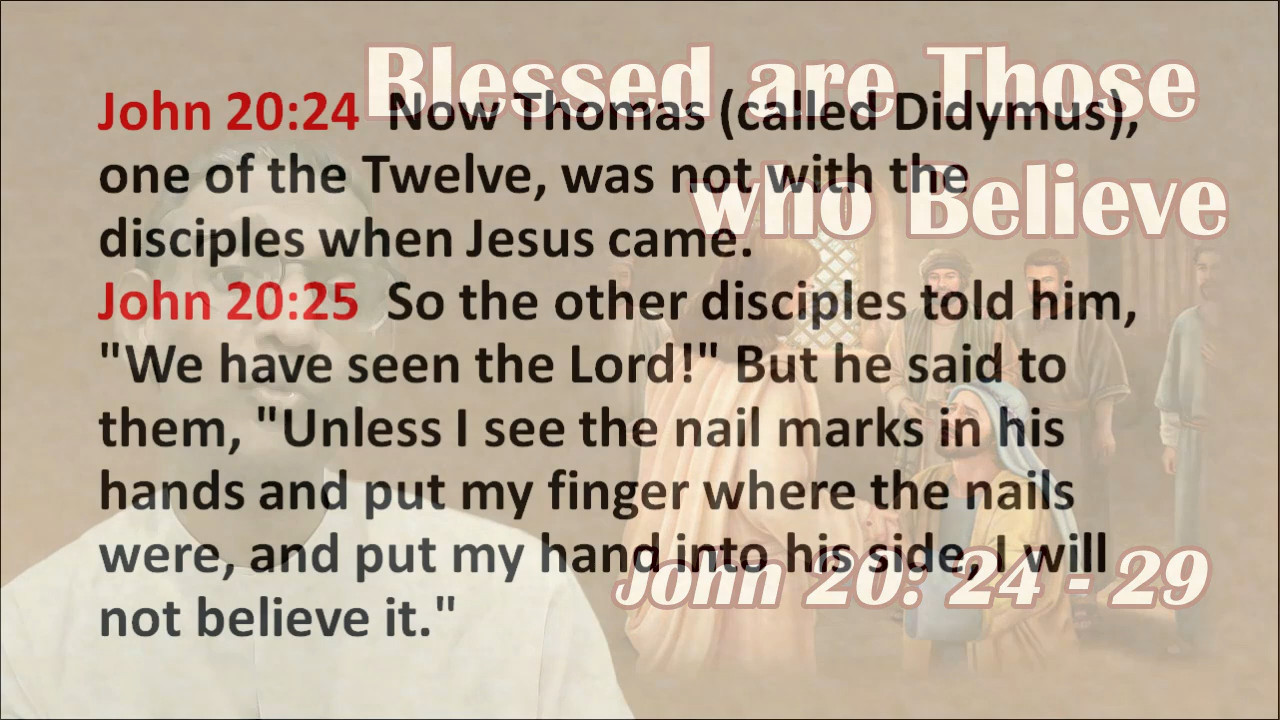 Blessed are Those
who Believe
John 20:24 Now Thomas (called Didymus),
one of the Twelve, was not with the
disciples when Jesus came.
John 20:25 So the other disciples told him,
"We have seen the Lord!" But he said to
them, "Unless I see the nail marks in his
hands and put my finger where the nails
were, and put my hand into his side, I will
not believe it."
John 20: 24 - 29